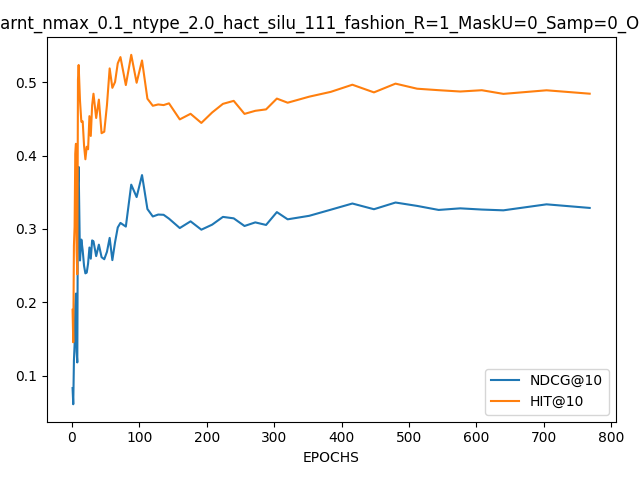 arnt_nmax_0.1_ntype_2.0_hact_silu_111_fashion_R=1_MaskU=0_Samp=0_O
0.5
0.4
0.3
0.2
0.1
NDCG@10
HIT@10
0 100 200 300 400 500 600 700 800
EPOCHS